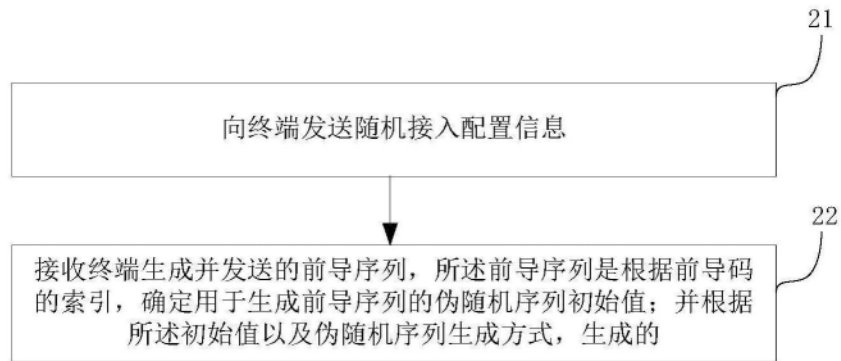 21
向终端发送随机接入配置信息
22
接收终端生成并发送的前导序列，所述前导序列是根据前导码
的索引，确定用于生成前导序列的伪随机序列初始值；并根据
所述初始值以及伪随机序列生成方式，生成的